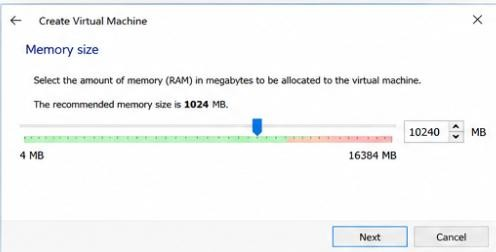 Create Virtual Machine
Memory size
Select the amount of memory (RAM) in megabytes to be allocated to the virtual machine.
The recommended memory size is 1024 MB.
10240 MB
4 MB 16384 MB
Next Cancel